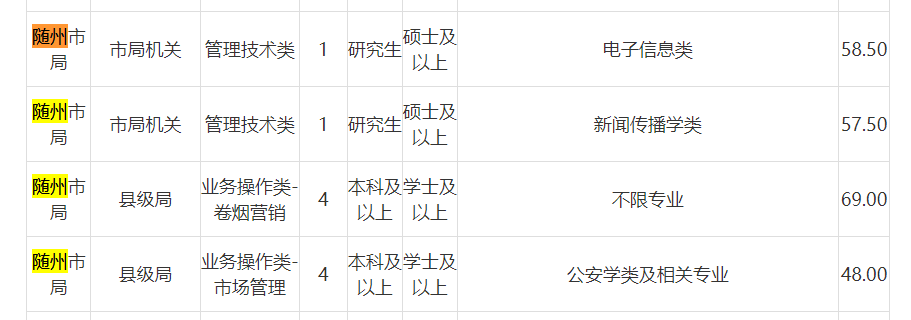 随州市局 市局机关 管理技术类 1 研究生 硕士及以上 电子信息类 58.50
随州市局 市局机关 管理技术类 1 研究生 硕士及以上 新闻传播学类 57.50
随州市局 县级局 业务操作类-卷烟营销 4 本科及以上 学士及以上 不限专业 69.00
随州市局 县级局 业务操作类-市场管理 4 本科及以上 学士及以上 公安学类及相关专业 48.00